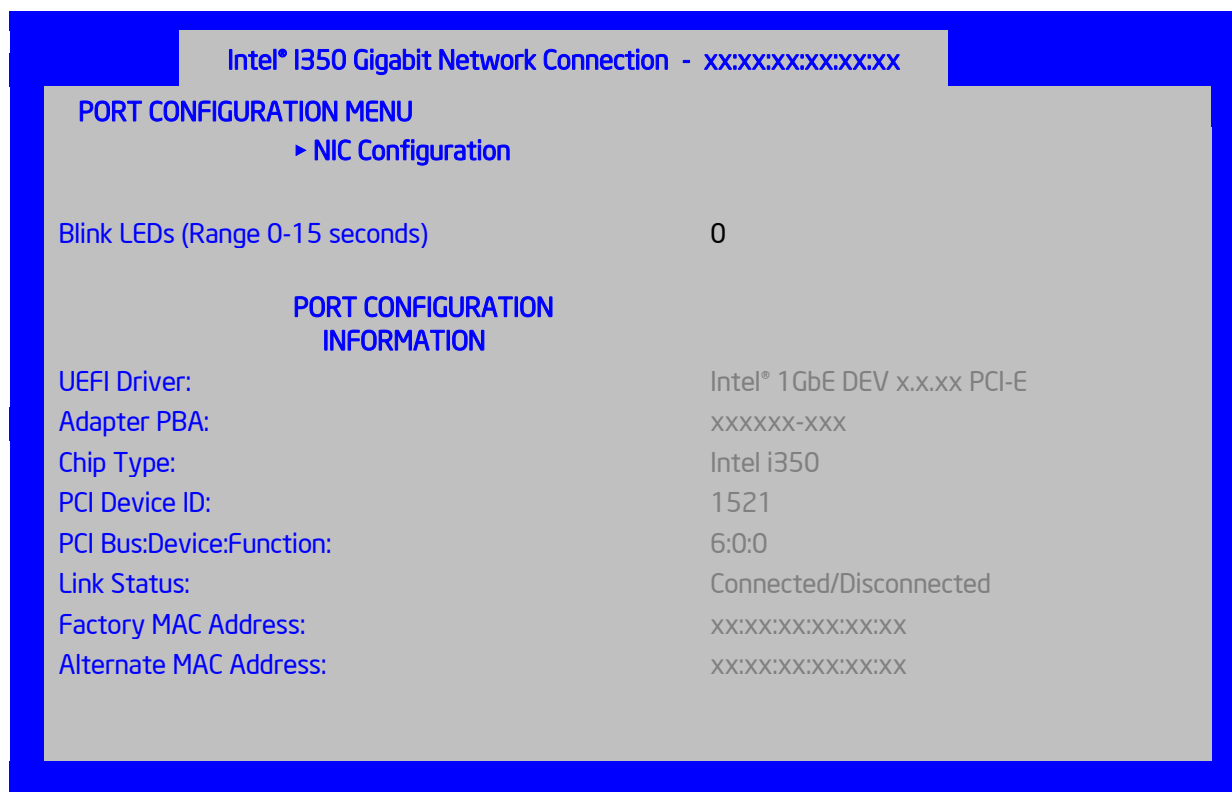 Intel® I350 Gigabit Network Connection - xx:xx:xx:xx:xx:xx
PORT CONFIGURATION MENU
► NIC Configuration
Blink LEDs (Range 0-15 seconds) 0
PORT CONFIGURATION
INFORMATION
UEFI Driver: Intel® 1GbE DEV x.x.xx PCI-E
Adapter PBA: xxxxxx-xxx
Chip Type: Intel i350
PCI Device ID: 1521
PCI Bus:Device:Function: 6:0:0
Link Status: Connected/Disconnected
Factory MAC Address: xx:xx:xx:xx:xx:xx
Alternate MAC Address: xx:xx:xx:xx:xx:xx